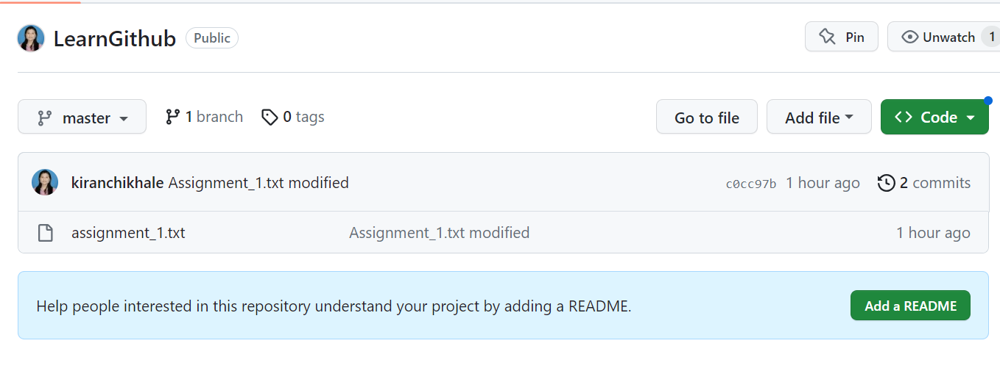 LearnGithub Public Pin Unwatch 1
master 1 branch 0 tags Go to file Add file Code
kiranchikhale Assignment_1.txt modified c0cc97b 1 hour ago 2 commits
assignment_1.txt Assignment_1.txt modified 1 hour ago
Help people interested in this repository understand your project by adding a README. Add a README